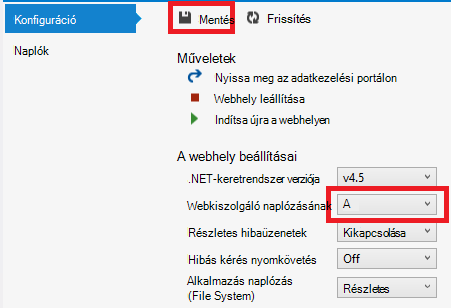 Konfiguráció
Mentés
Frissítés
Naplók
Műveletek
Nyissa meg az adatkezelési portálon
Webhely leállítása
Indítsa újra a webhelyen
A webhely beállításai
.NET-keretrendszer verziója
v4.5
Webkiszolgáló naplózásának
A
Részletes hibaüzenetek
Kikapcsolása
Hibás kérés nyomkövetés
Off
Alkalmazás naplózás
(File System)
Részletes